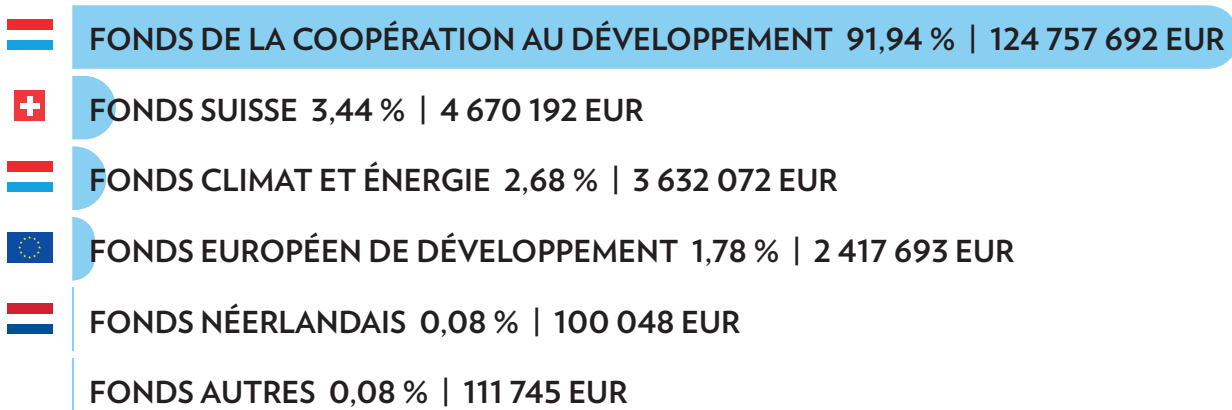 FONDS DE LA COOPÉRATION AU DÉVELOPPEMENT 91,94 % | 124 757 692 EUR
FONDS SUISSE 3,44 % | 4 670 192 EUR
FONDS CLIMAT ET ÉNERGIE 2,68 % | 3 632 072 EUR
FONDS EUROPÉEN DE DÉVELOPPEMENT 1,78 % | 2 417 693 EUR
FONDS NÉERLANDAIS 0,08 % | 100 048 EUR
FONDS AUTRES 0,08 % | 111 745 EUR